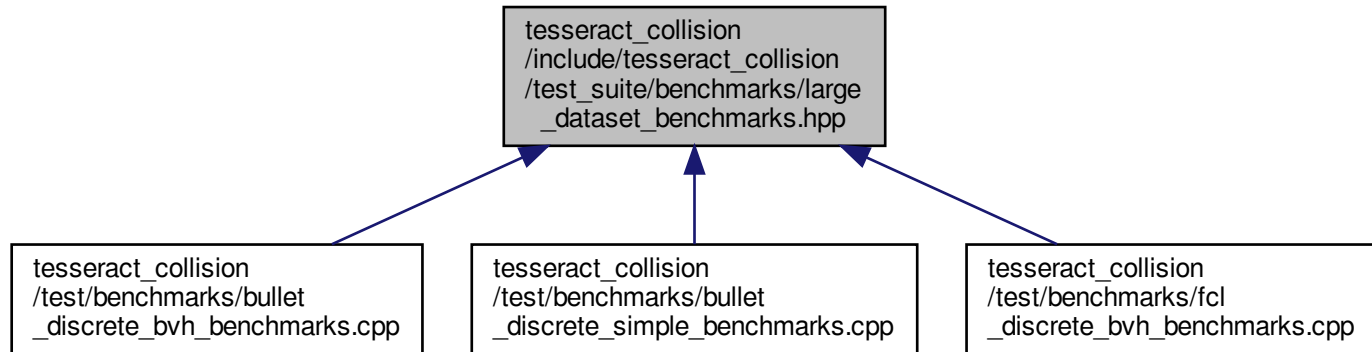 tesseract_collision
/include/tesseract_collision
/test_suite/benchmarks/large
_dataset_benchmarks.hpp
tesseract_collision
/test/benchmarks/bullet
_discrete_bvh_benchmarks.cpp
tesseract_collision
/test/benchmarks/bullet
_discrete_simple_benchmarks.cpp
tesseract_collision
/test/benchmarks/fcl
_discrete_bvh_benchmarks.cpp